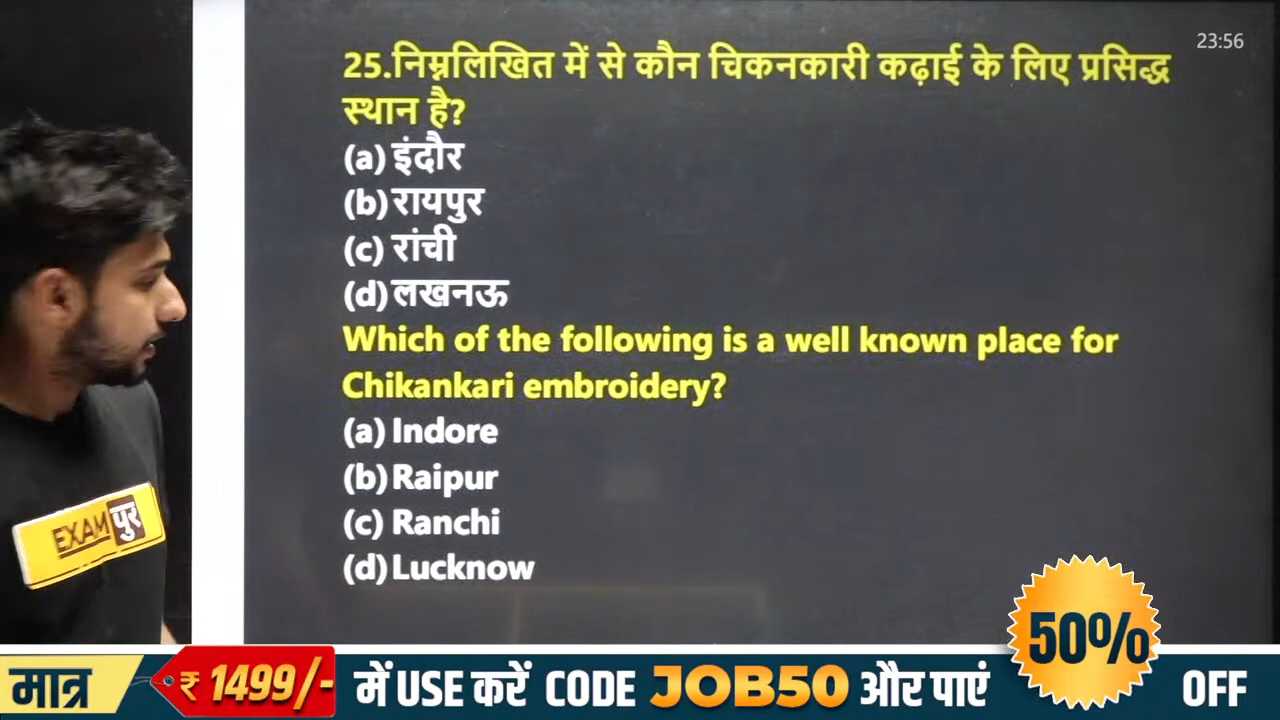 23:56
25.निम्नलिखित में से कौन चिकनकारी कढ़ाई के लिए प्रसिद्ध
स्थान है?
(a) इंदौर
(b) रायपुर
(c) रांची
(d) लखनऊ
Which of the following is a well known place for
Chikankari embroidery?
(a) Indore
(b) Raipur
(c) Ranchi
(d) Lucknow
EXAM पुर
मात्र ₹ 1499/- में USE करें CODE JOB50 और पाएं 50% OFF